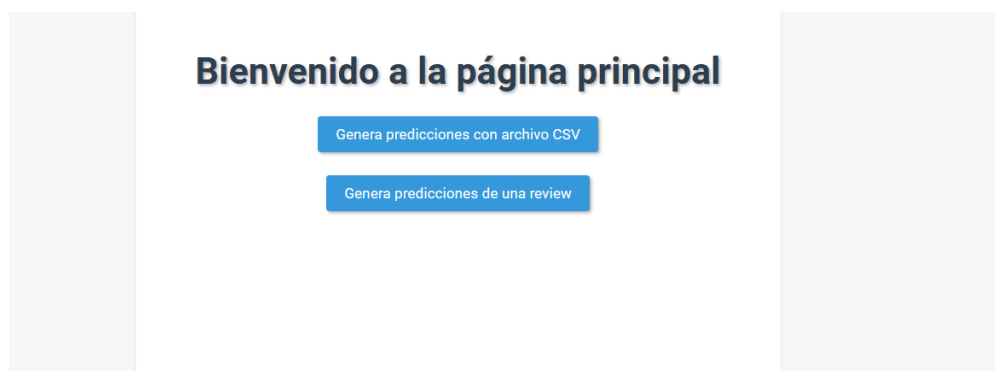 Bienvenido a la página principal
Genera predicciones con archivo CSV
Genera predicciones de una review